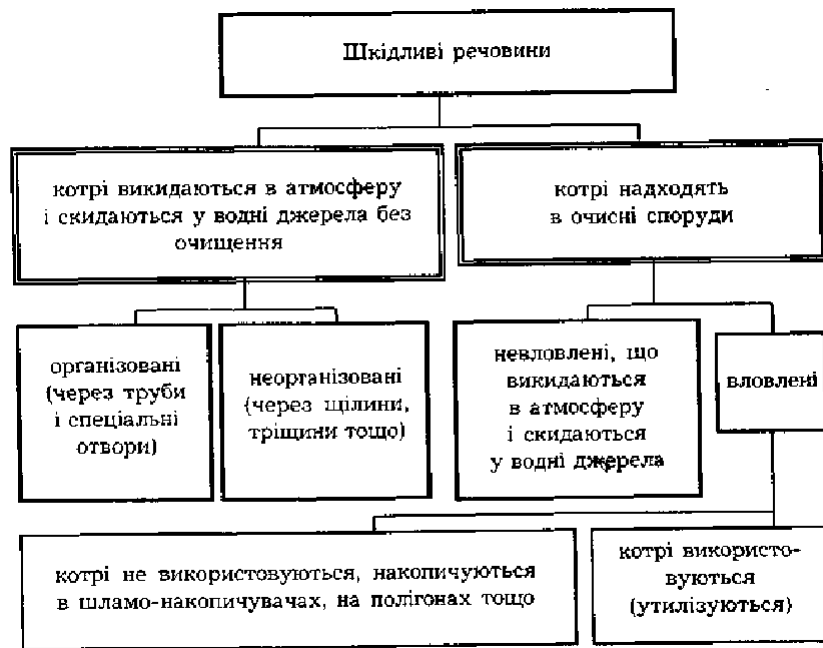 Шкідливі речовини
котрі викидаються в атмосферу
і скидаються у водні джерела без
очищення
котрі надходять
в очисні споруди
організовані
(через труби
і спеціальні
отвори)
неорганізовані
(через щілини,
тріщини тощо)
невловлені, що
викидаються
в атмосферу
і скидаються
у водні джерела
вловлені
котрі не використовуються, накопичуються
в шламо-накопичувачах, на полігонах тощо
котрі використо-
вуються
(утилізуються)